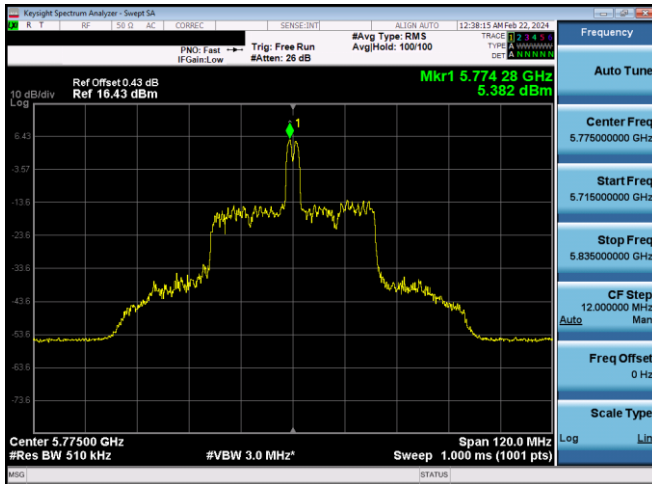 Keysight Spectrum Analyzer - Swept SA
R T RF 50 Ω AC CORREC SENSE:INT ALIGN AUTO 12:38:15 AM Feb 22, 2024
PNO: Fast
IFGain:Low
Trig: Free Run
#Atten: 26 dB
#Avg Type: RMS
Avg|Hold: 100/100
TRACE 1 2 3 4 5 6
TYPE A WWWWW
DET A N N N N N
Mkr1 5.774 28 GHz
5.382 dBm
Ref Offset 0.43 dB
10 dB/div Ref 16.43 dBm
Log
1
6.43
-3.57
-13.6
-23.6
-33.6
-43.6
-53.6
-63.6
-73.6
Center 5.77500 GHz Span 120.0 MHz
#Res BW 510 kHz #VBW 3.0 MHz* Sweep 1.000 ms (1001 pts)
MSG STATUS
Frequency
Auto Tune
Center Freq
5.775000000 GHz
Start Freq
5.715000000 GHz
Stop Freq
5.835000000 GHz
CF Step
12.000000 MHz
Auto Man
Freq Offset
0 Hz
Scale Type
Log Lin